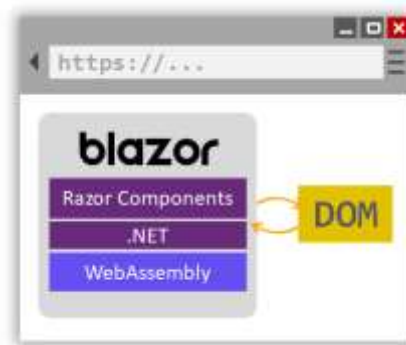 https://...
blazor
Razor Components
.NET
WebAssembly
DOM